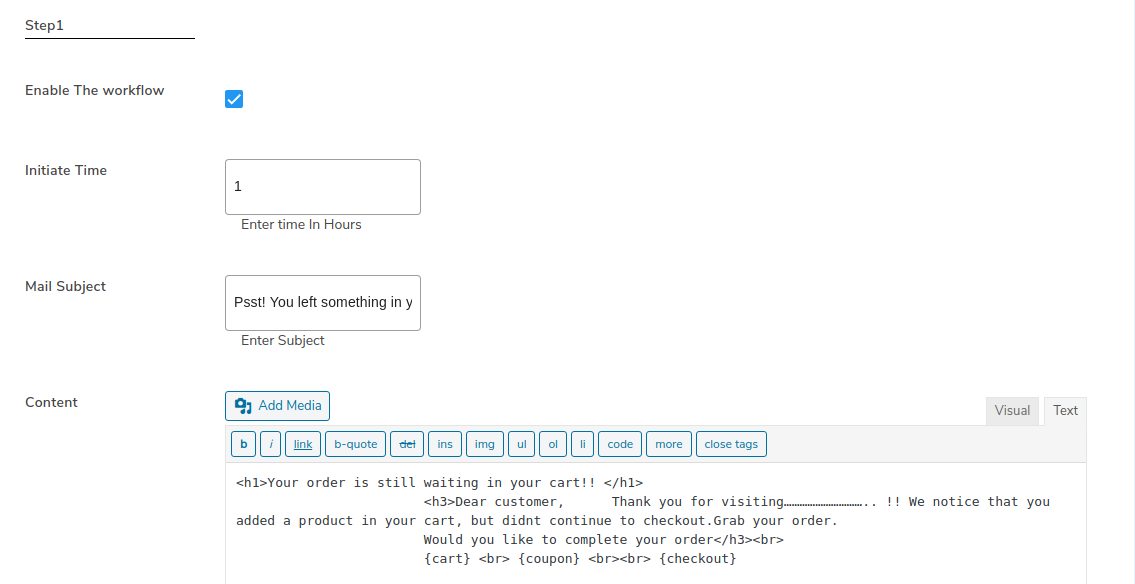 Step1
Enable The workflow
Initiate Time
1
Enter time In Hours
Mail Subject
Psst! You left something in y
Enter Subject
Content
Add Media
Visual Text
b i link b-quote del ins img ul ol li code more close tags
<h1>Your order is still waiting in your cart!! </h1>
<h3>Dear customer, Thank you for visiting………………………….. !! We notice that you
added a product in your cart, but didnt continue to checkout.Grab your order.
Would you like to complete your order</h3><br>
{cart} <br> {coupon} <br><br> {checkout}